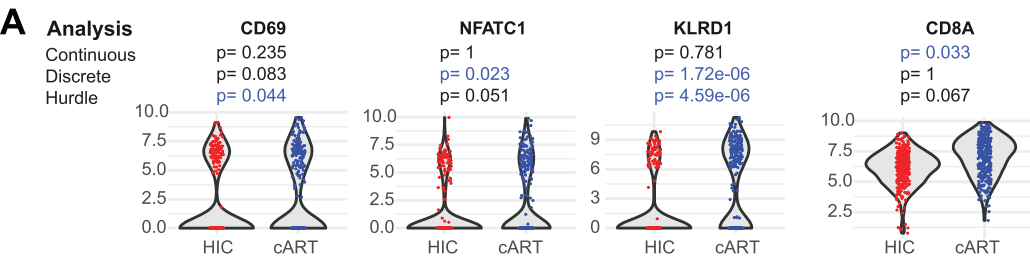 A
Analysis CD69 NFATC1 KLRD1 CD8A
Continuous p= 0.235 p= 1 p= 0.781 p= 0.033
Discrete p= 0.083 p= 0.023 p= 1.72e-06 p= 1
Hurdle p= 0.044 p= 0.051 p= 4.59e-06 p= 0.067
10.0 10.0 10.0
7.5 7.5 9 7.5
5.0 5.0 6 5.0
2.5 2.5 3 2.5
0.0 0.0 0
HIC cART HIC cART HIC cART HIC cART